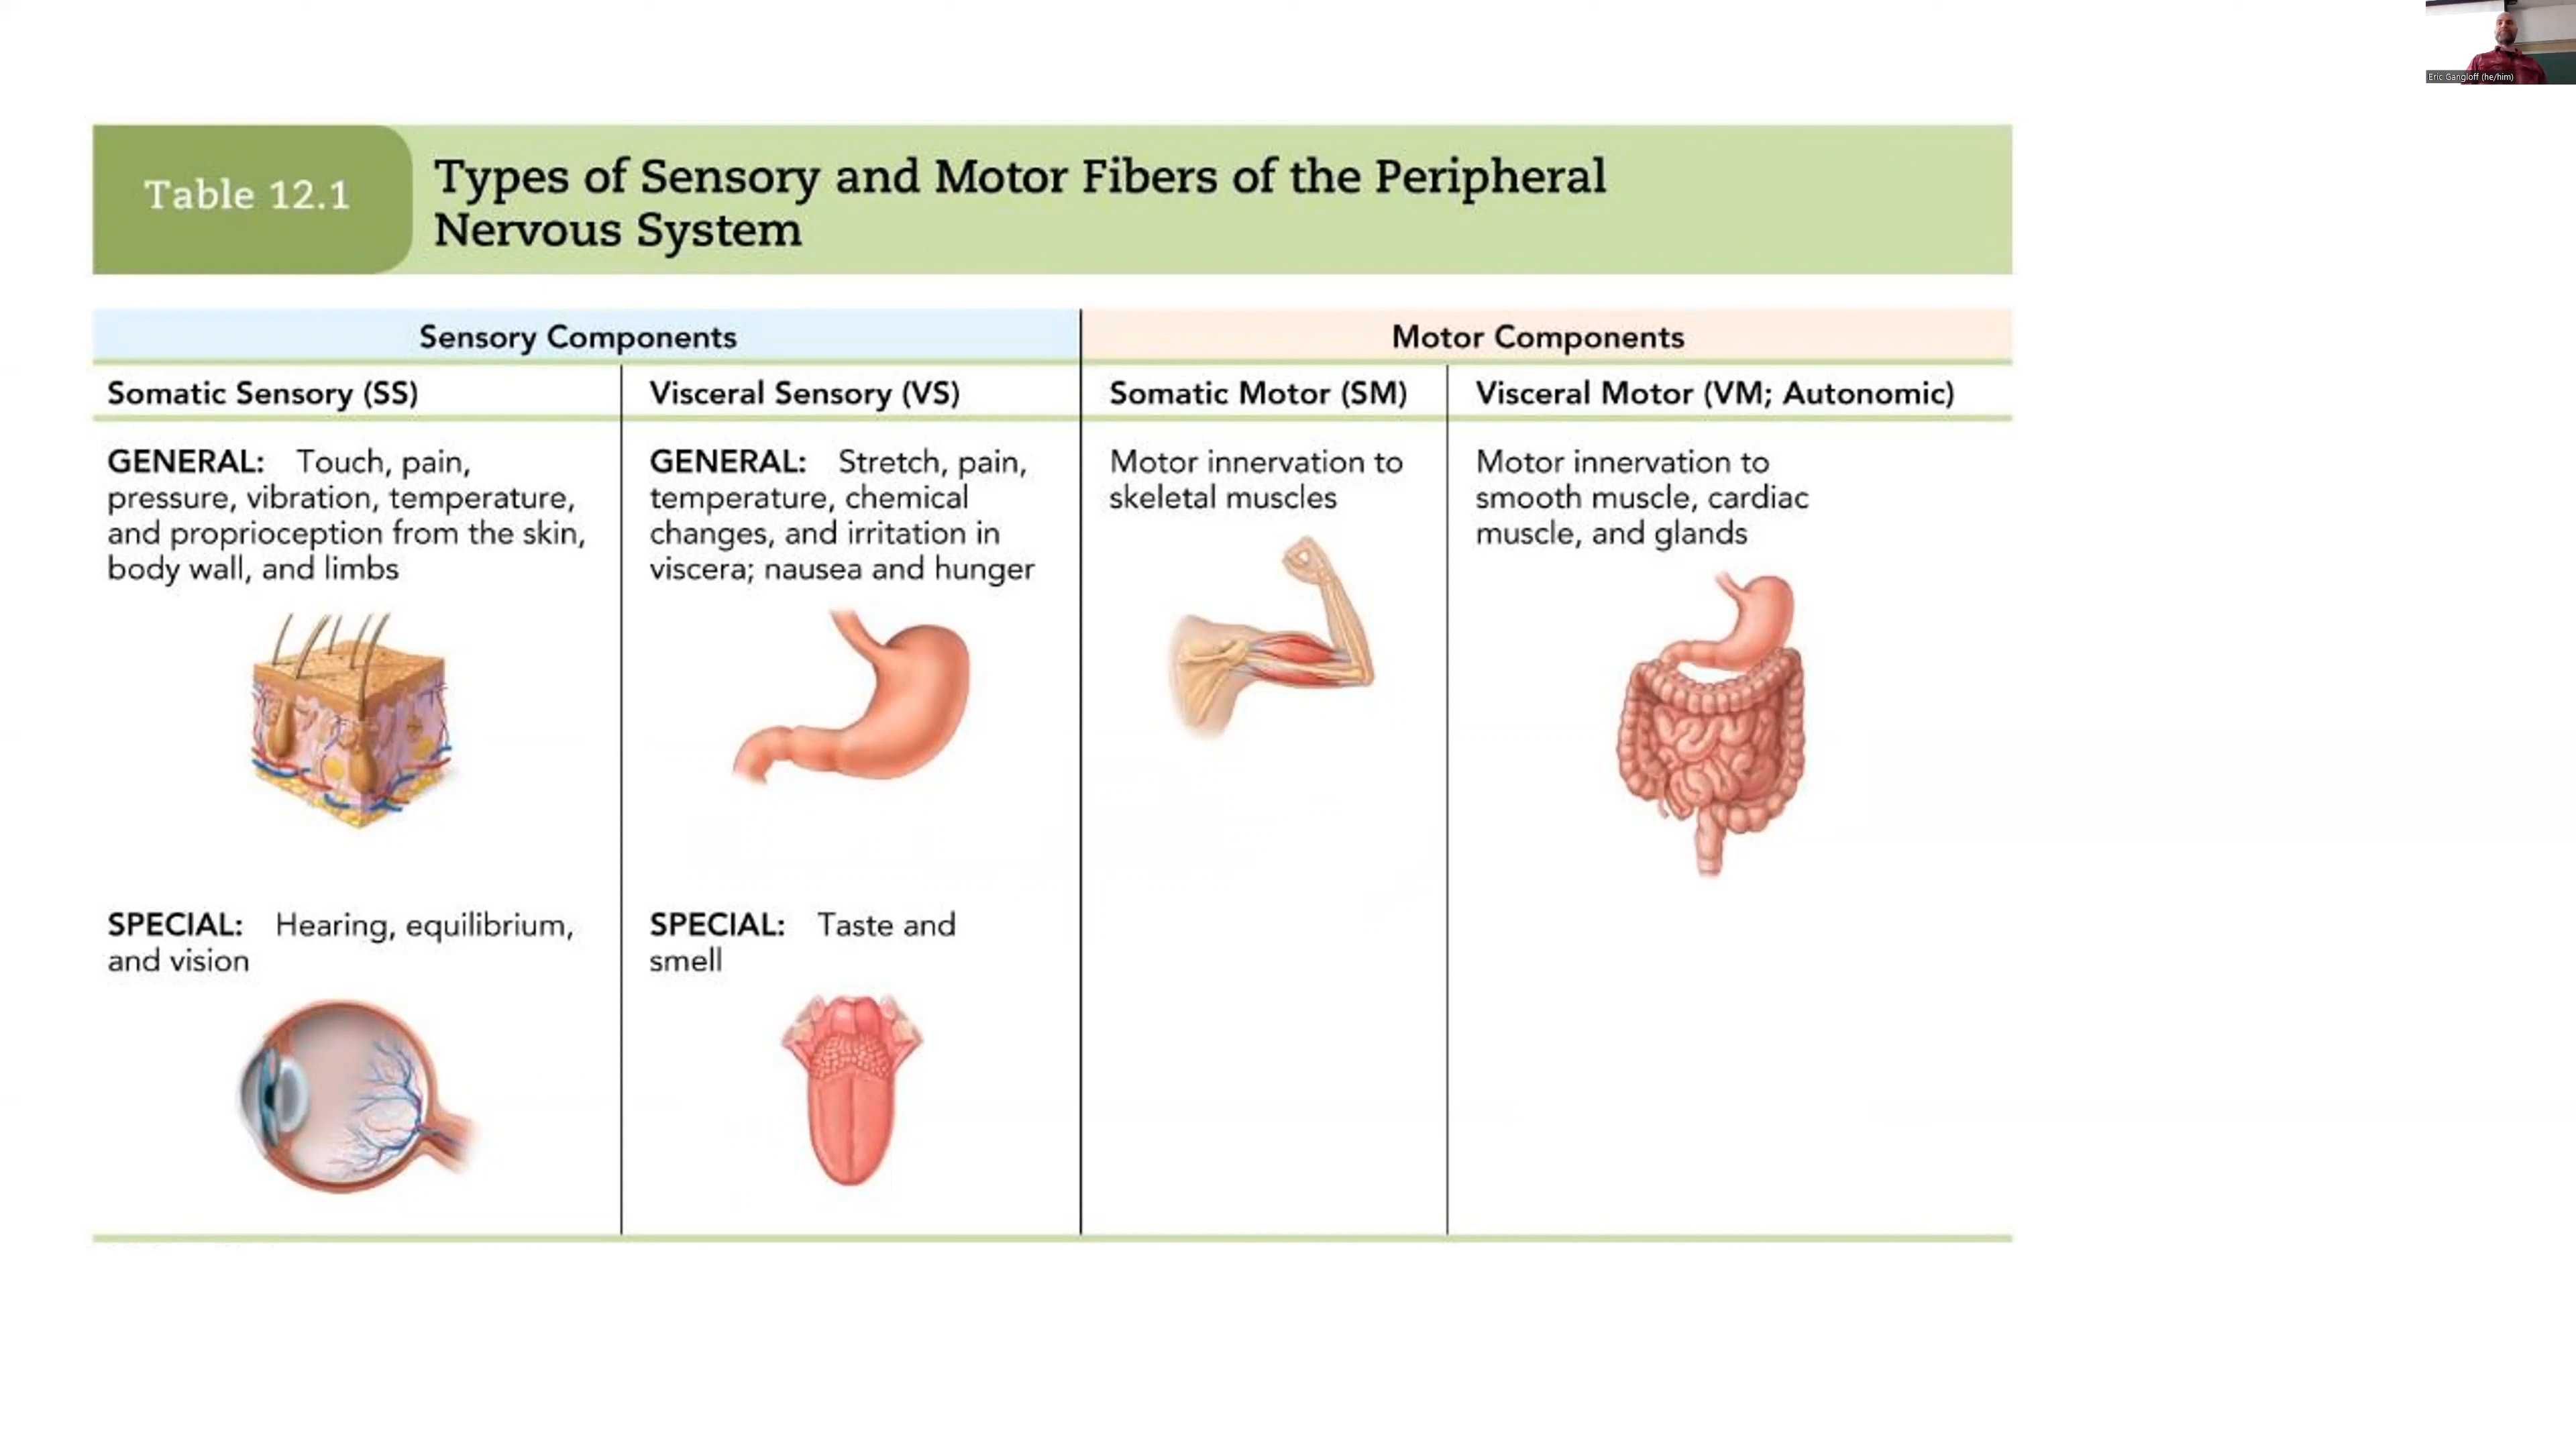 Eric Gangloff (he/him)
Table 12.1
Types of Sensory and Motor Fibers of the Peripheral
Nervous System
Sensory Components
Motor Components
Somatic Sensory (SS)
Visceral Sensory (VS)
Somatic Motor (SM)
Visceral Motor (VM; Autonomic)
GENERAL: Touch, pain,
pressure, vibration, temperature,
and proprioception from the skin,
body wall, and limbs
GENERAL: Stretch, pain,
temperature, chemical
changes, and irritation in
viscera; nausea and hunger
Motor innervation to
skeletal muscles
Motor innervation to
smooth muscle, cardiac
muscle, and glands
SPECIAL: Hearing, equilibrium,
and vision
SPECIAL: Taste and
smell